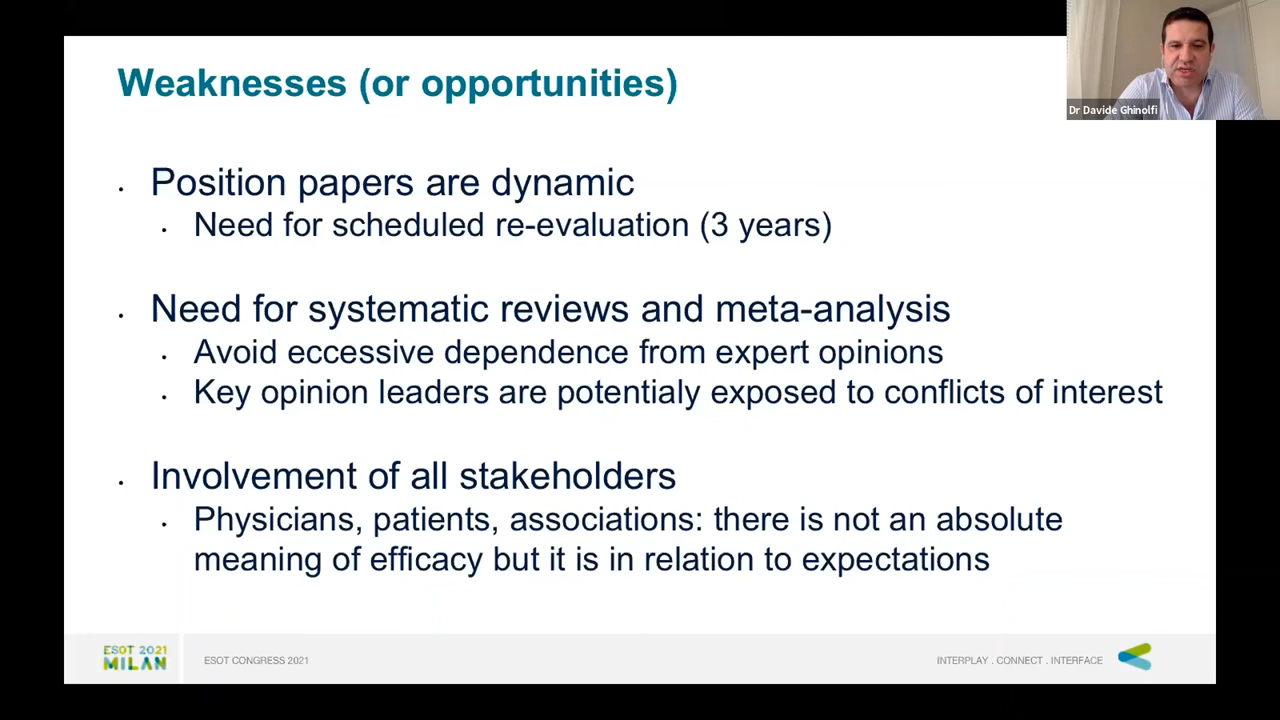 Weaknesses (or opportunities)
Dr Davide Ghinolfi
Position papers are dynamic
Need for scheduled re-evaluation (3 years)
Need for systematic reviews and meta-analysis
Avoid eccessive dependence from expert opinions
Key opinion leaders are potentialy exposed to conflicts of interest
Involvement of all stakeholders
Physicians, patients, associations: there is not an absolute
meaning of efficacy but it is in relation to expectations
ESOT 2021
MILAN
ESOT CONGRESS 2021
INTERPLAY . CONNECT . INTERFACE